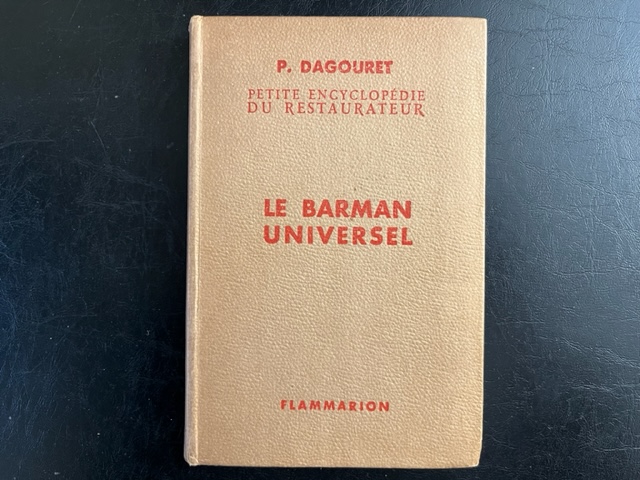 P. DAGOURET
PETITE ENCYCLOPÉDIE
DU RESTAURATEUR
LE BARMAN
UNIVERSEL
FLAMMARION